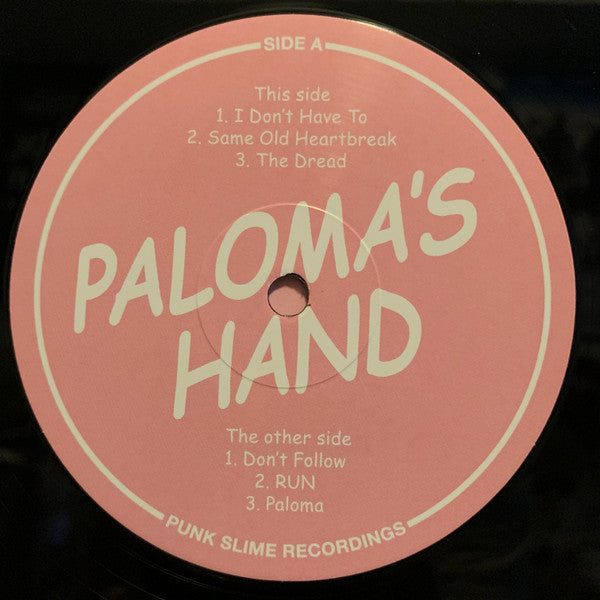 SIDE A
This side
1. I Don't Have To
2. Same Old Heartbreak
3. The Dread
PALOMA'S
HAND
The other side
1. Don't Follow
2. RUN
3. Paloma
PUNK SLIME RECORDINGS